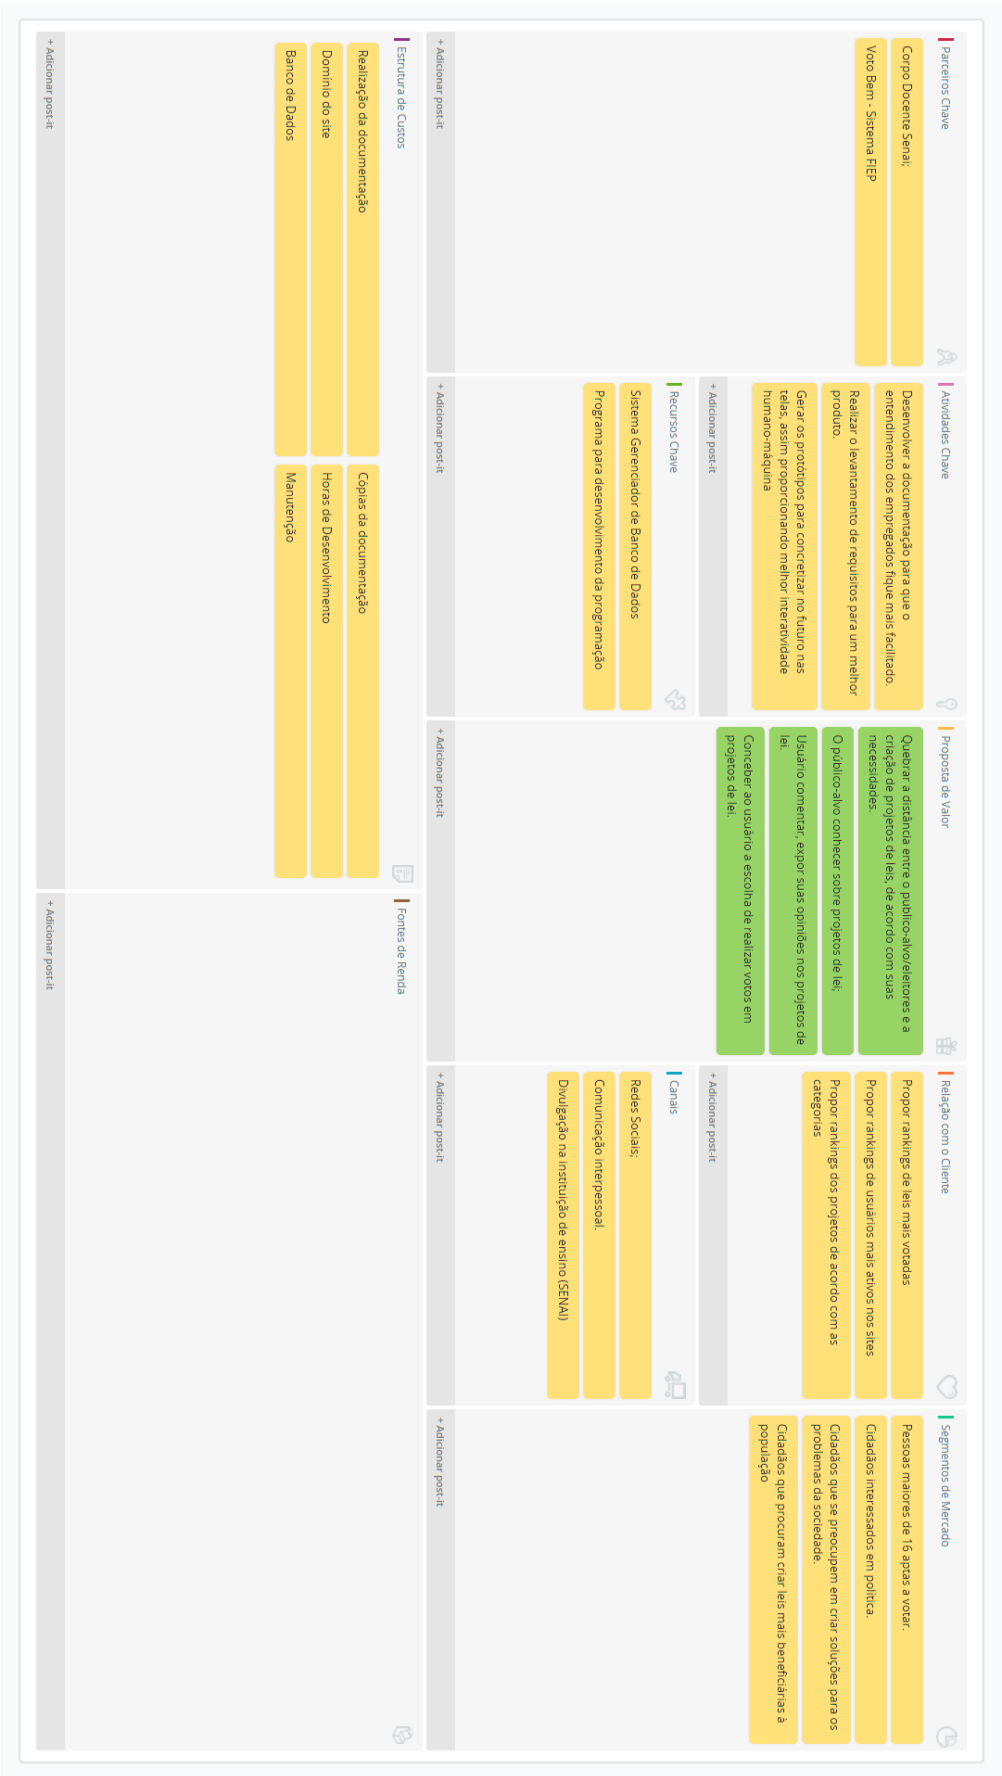 Parceiros Chave
Corpo Docente Senai;
Voto Bem - Sistema FIEP
+ Adicionar post-it
Atividades Chave
Desenvolver a documentação para que o
entendimento dos empregados fique mais facilitado.
Realizar o levantamento de requisitos para um melhor
produto.
Gerar os protótipos para concretizar no futuro nas
telas, assim proporcionando melhor interatividade
humano-máquina
+ Adicionar post-it
Recursos Chave
Sistema Gerenciador de Banco de Dados
Programa para desenvolvimento da programação
+ Adicionar post-it
Proposta de Valor
Quebrar a distância entre o publico-alvo/eleitores e a
criação de projetos de leis, de acordo com suas
necessidades.
O público-alvo conhecer sobre projetos de lei;
Usuário comentar, expor suas opiniões nos projetos de
lei.
Conceber ao usuário a escolha de realizar votos em
projetos de lei.
+ Adicionar post-it
Relação com o Cliente
Propor rankings de leis mais votadas
Propor rankings de usuários mais ativos nos sites
Propor rankings dos projetos de acordo com as
categorias
+ Adicionar post-it
Canais
Redes Sociais;
Comunicação interpessoal.
Divulgação na instituição de ensino (SENAI)
+ Adicionar post-it
Segmentos de Mercado
Pessoas maiores de 16 aptas a votar.
Cidadãos interessados em política.
Cidadãos que se preocupem em criar soluções para os
problemas da sociedade.
Cidadãos que procuram criar leis mais beneficiárias à
população
+ Adicionar post-it
Estrutura de Custos
Realização da documentação
Cópias da documentação
Domínio do site
Horas de Desenvolvimento
Banco de Dados
Manutenção
+ Adicionar post-it
Fontes de Renda
+ Adicionar post-it